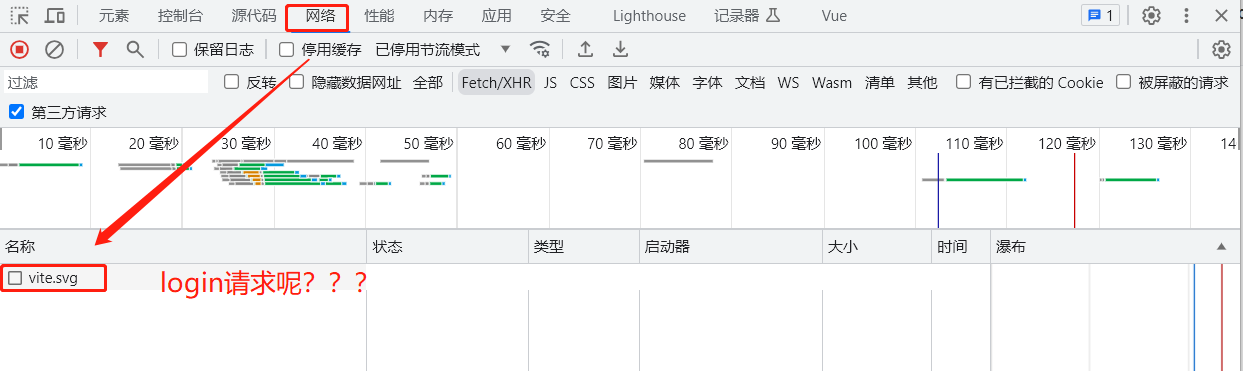 元素 控制台 源代码 网络 性能 内存 应用 安全 Lighthouse 记录器 Vue 1
保留日志 停用缓存 已停用节流模式
过滤 反转 隐藏数据网址 全部 Fetch/XHR JS CSS 图片 媒体 字体 文档 WS Wasm 清单 其他 有已拦截的 Cookie 被屏蔽的请求
第三方请求
10 毫秒 20 毫秒 30 毫秒 40 毫秒 50 毫秒 60 毫秒 70 毫秒 80 毫秒 90 毫秒 100 毫秒 110 毫秒 120 毫秒 130 毫秒 14
名称 状态 类型 启动器 大小 时间 瀑布
vite.svg login请求呢？？？